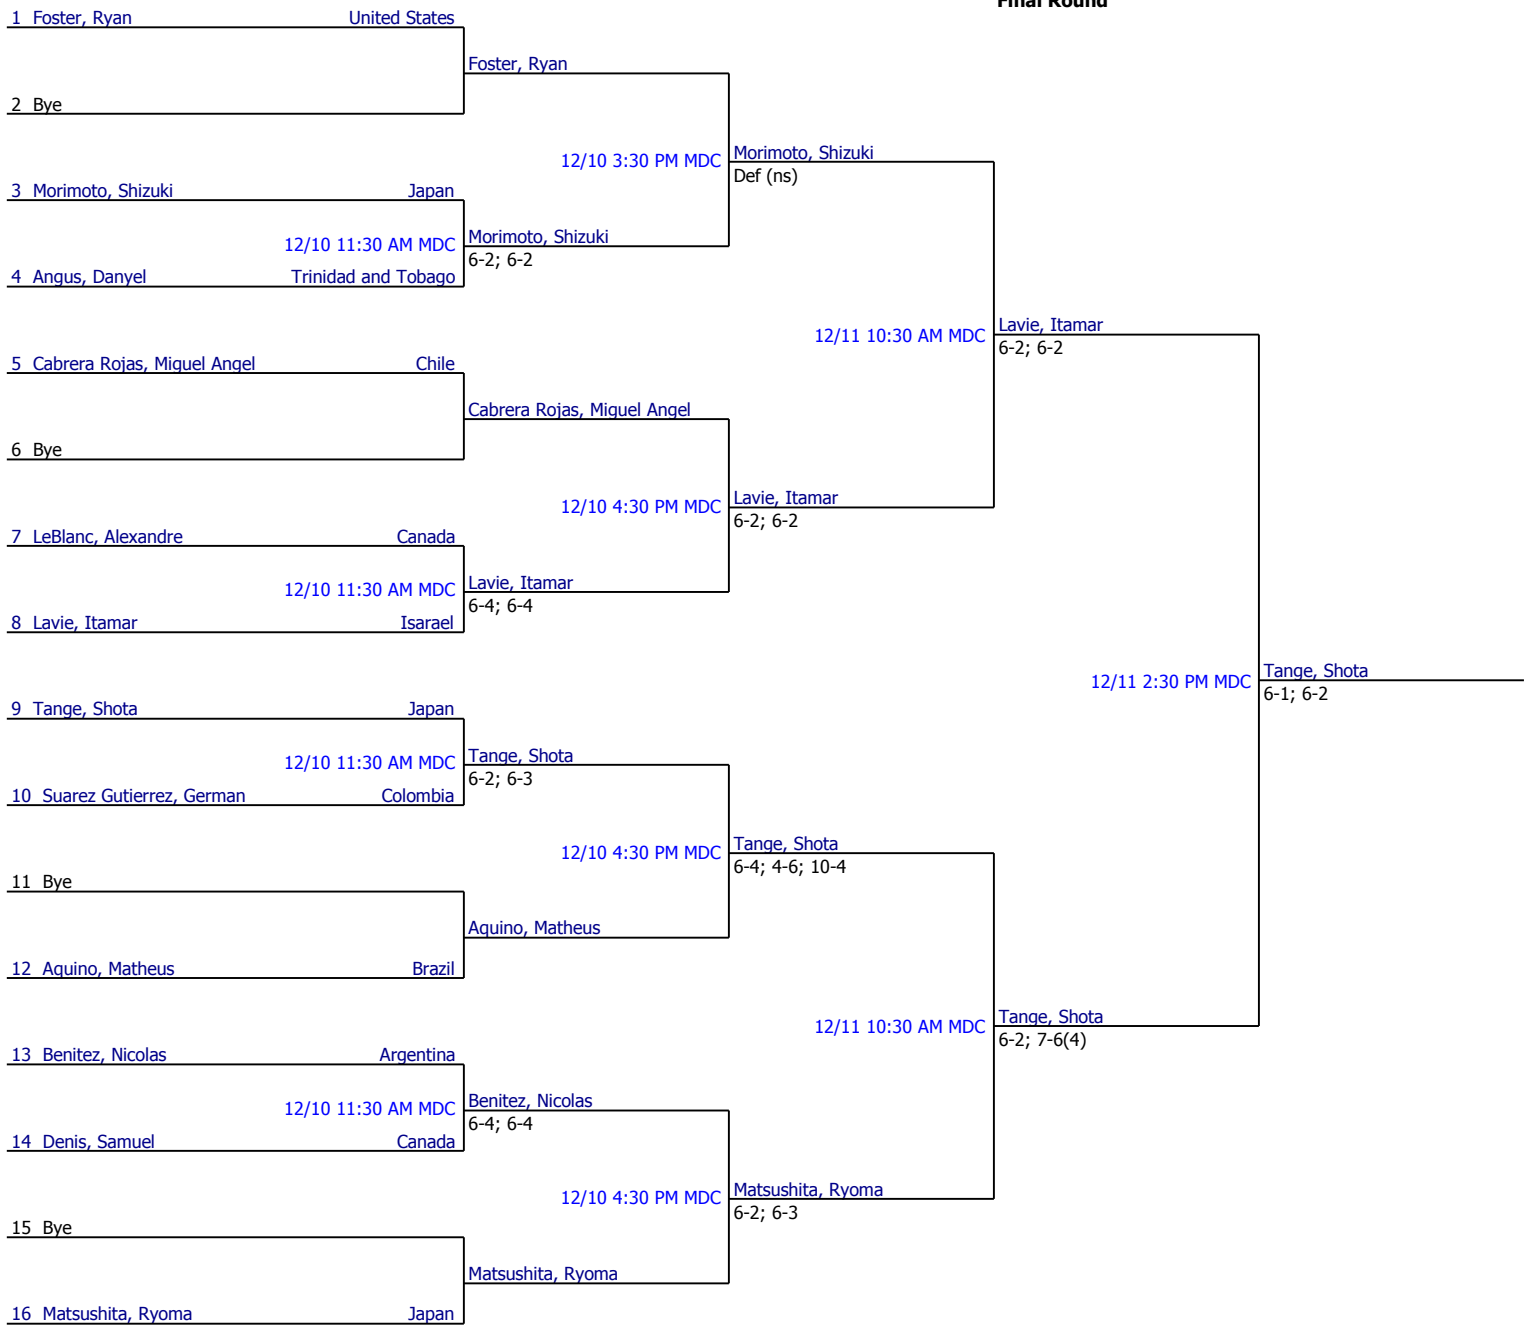 Final Round
1 Foster, Ryan United States
Foster, Ryan
2 Bye
12/10 3:30 PM MDC Morimoto, Shizuki
Def (ns)
3 Morimoto, Shizuki Japan
12/10 11:30 AM MDC Morimoto, Shizuki
6-2; 6-2
4 Angus, Danyel Trinidad and Tobago
12/11 10:30 AM MDC Lavie, Itamar
6-2; 6-2
5 Cabrera Rojas, Miguel Angel Chile
Cabrera Rojas, Miguel Angel
6 Bye
12/10 4:30 PM MDC Lavie, Itamar
6-2; 6-2
7 LeBlanc, Alexandre Canada
12/10 11:30 AM MDC Lavie, Itamar
6-4; 6-4
8 Lavie, Itamar Isarael
12/11 2:30 PM MDC Tange, Shota
6-1; 6-2
9 Tange, Shota Japan
12/10 11:30 AM MDC Tange, Shota
6-2; 6-3
10 Suarez Gutierrez, German Colombia
12/10 4:30 PM MDC Tange, Shota
6-4; 4-6; 10-4
11 Bye
Aquino, Matheus
12 Aquino, Matheus Brazil
12/11 10:30 AM MDC Tange, Shota
6-2; 7-6(4)
13 Benitez, Nicolas Argentina
12/10 11:30 AM MDC Benitez, Nicolas
6-4; 6-4
14 Denis, Samuel Canada
12/10 4:30 PM MDC Matsushita, Ryoma
6-2; 6-3
15 Bye
Matsushita, Ryoma
16 Matsushita, Ryoma Japan